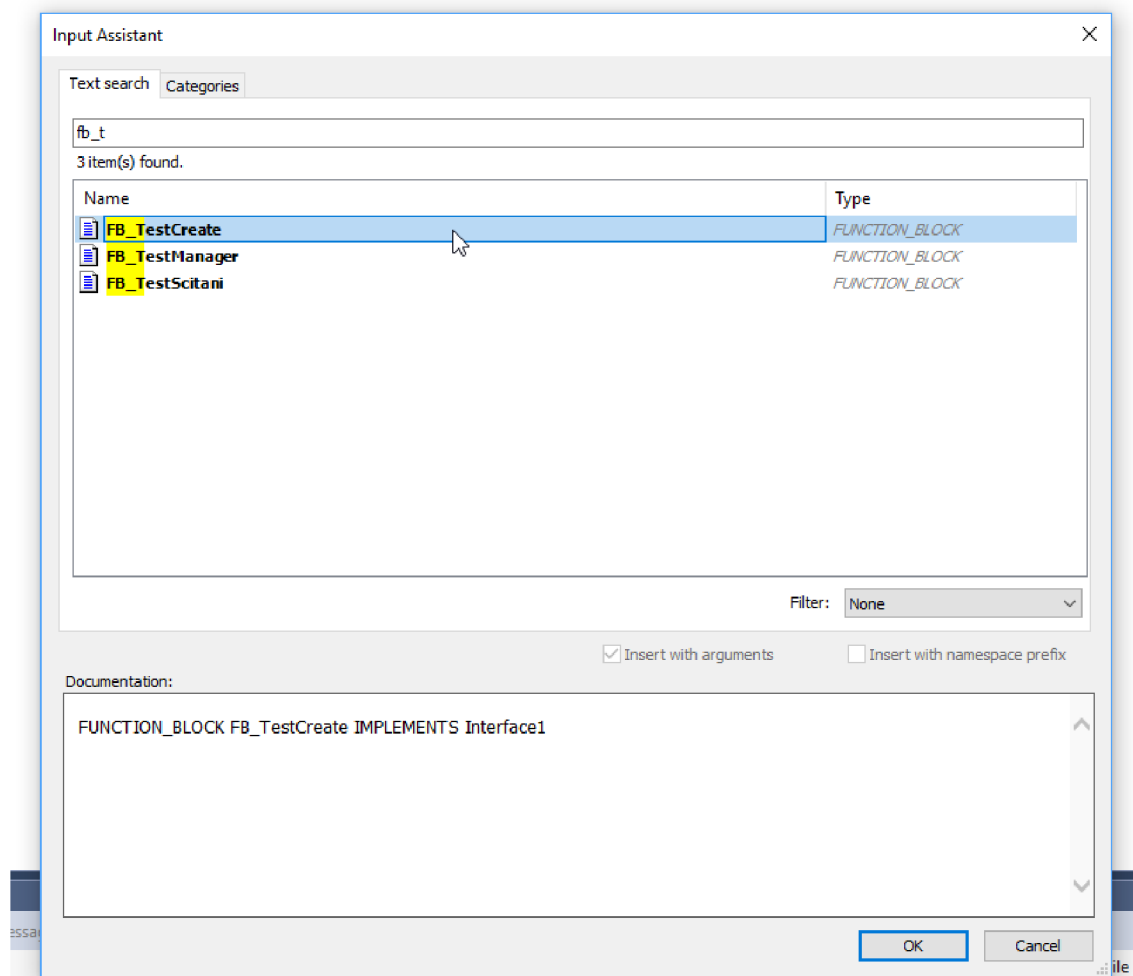 Input Assistant
Text search Categories
fb_t
3 item(s) found.
Name Type
FB_TestCreate FUNCTION_BLOCK
FB_TestManager FUNCTION_BLOCK
FB_TestScitani FUNCTION_BLOCK
Filter: None
Insert with arguments Insert with namespace prefix
Documentation:
FUNCTION_BLOCK FB_TestCreate IMPLEMENTS Interface1
OK Cancel